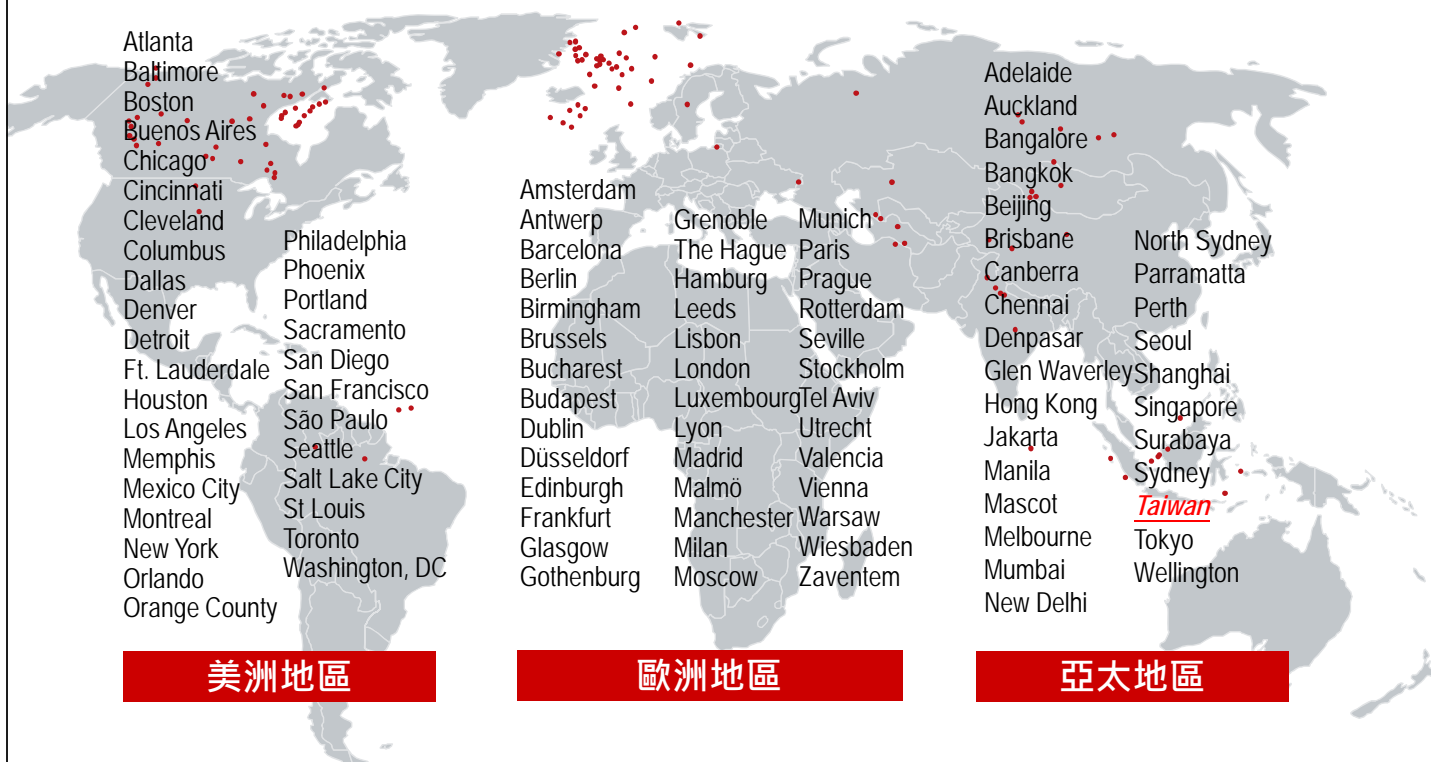 Atlanta
Baltimore
Boston
Buenos Aires
Chicago
Cincinnati
Cleveland
Columbus
Dallas
Denver
Detroit
Ft. Lauderdale
Houston
Los Angeles
Memphis
Mexico City
Montreal
New York
Orlando
Orange County
Philadelphia
Phoenix
Portland
Sacramento
San Diego
San Francisco
São Paulo
Seattle
Salt Lake City
St Louis
Toronto
Washington, DC
美洲地區
Amsterdam
Antwerp
Barcelona
Berlin
Birmingham
Brussels
Bucharest
Budapest
Dublin
Düsseldorf
Edinburgh
Frankfurt
Glasgow
Gothenburg
Grenoble
The Hague
Hamburg
Leeds
Lisbon
London
Luxembourg
Lyon
Madrid
Malmö
Manchester
Milan
Moscow
Munich
Paris
Prague
Rotterdam
Seville
Stockholm
Tel Aviv
Utrecht
Valencia
Vienna
Warsaw
Wiesbaden
Zaventem
歐洲地區
Adelaide
Auckland
Bangalore
Bangkok
Beijing
Brisbane
Canberra
Chennai
Denpasar
Glen Waverley
Hong Kong
Jakarta
Manila
Mascot
Melbourne
Mumbai
New Delhi
North Sydney
Parramatta
Perth
Seoul
Shanghai
Singapore
Surabaya
Sydney
Taiwan
Tokyo
Wellington
亞太地區